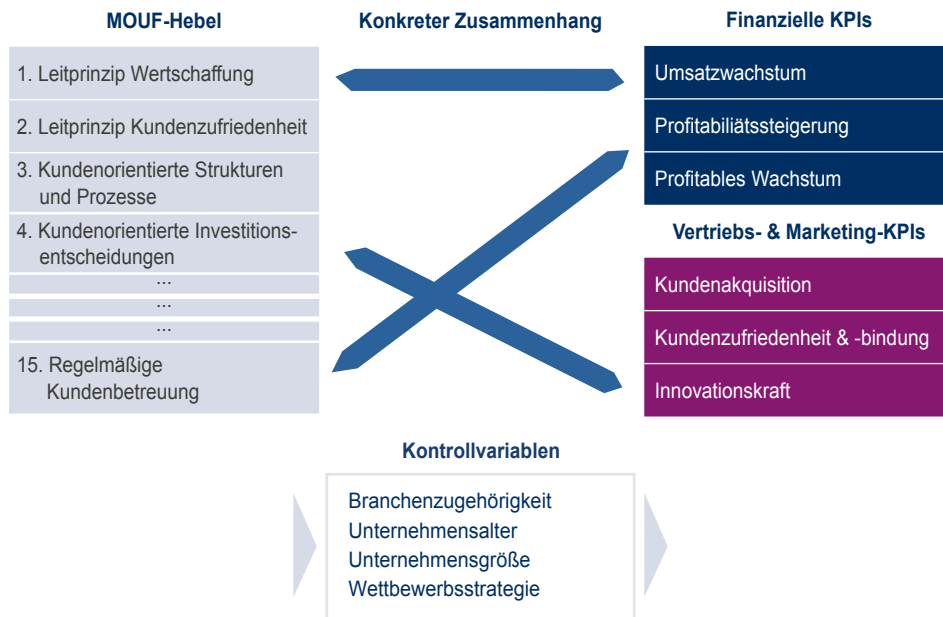 MOUF-Hebel
1. Leitprinzip Wertschaffung
2. Leitprinzip Kundenzufriedenheit
3. Kundenorientierte Strukturen
und Prozesse
4. Kundenorientierte Investitions-
entscheidungen
...
...
...
15. Regelmäßige
Kundenbetreuung
Konkreter Zusammenhang
Finanzielle KPIs
Umsatzwachstum
Profitabiliätssteigerung
Profitables Wachstum
Vertriebs- & Marketing-KPIs
Kundenakquisition
Kundenzufriedenheit & -bindung
Innovationskraft
Kontrollvariablen
Branchenzugehörigkeit
Unternehmensalter
Unternehmensgröße
Wettbewerbsstrategie